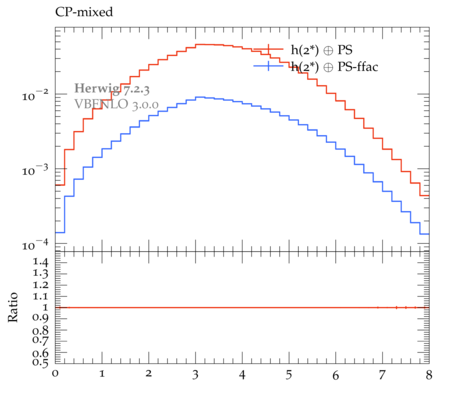 CP-mixed
h(2*) ⊕ PS
h(2*) ⊕ PS-ffac
Herwig 7.2.3
VBFNLO 3.0.0
10⁻²
10⁻³
10⁻⁴
1.4
1.3
1.2
1.1
1
0.9
0.8
0.7
0.6
0.5
Ratio
0 1 2 3 4 5 6 7 8